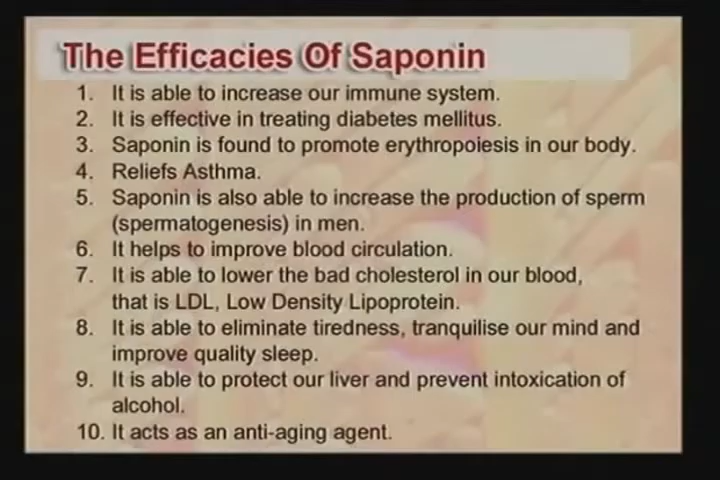 The Efficacies Of Saponin
1. It is able to increase our immune system.
2. It is effective in treating diabetes mellitus.
3. Saponin is found to promote erythropoiesis in our body.
4. Reliefs Asthma.
5. Saponin is also able to increase the production of sperm
(spermatogenesis) in men.
6. It helps to improve blood circulation.
7. It is able to lower the bad cholesterol in our blood,
that is LDL, Low Density Lipoprotein.
8. It is able to eliminate tiredness, tranquilise our mind and
improve quality sleep.
9. It is able to protect our liver and prevent intoxication of
alcohol.
10. It acts as an anti-aging agent.